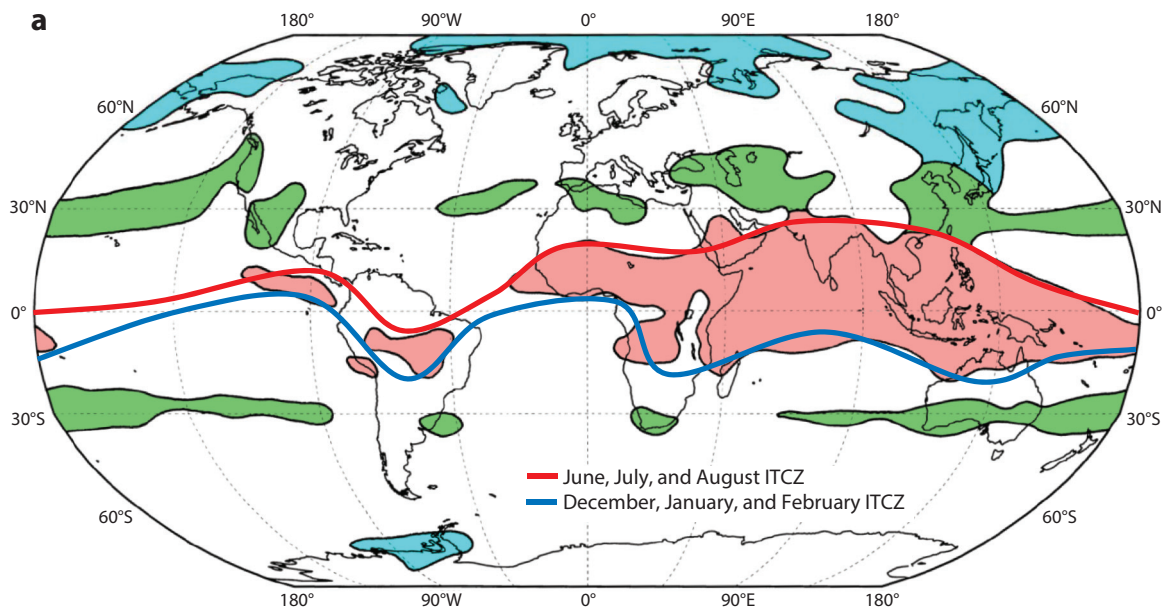 a
180° 90°W 0° 90°E 180°
60°N 60°N
30°N 30°N
0° 0°
30°S 30°S
June, July, and August ITCZ
December, January, and February ITCZ
60°S 60°S
180° 90°W 0° 90°E 180°